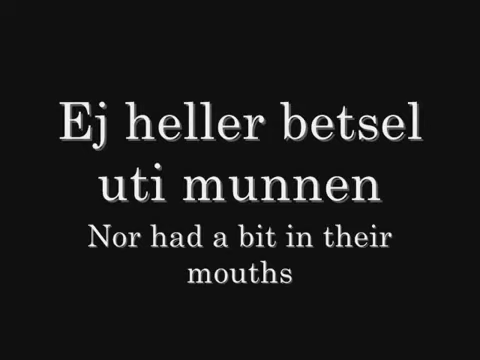 Ej heller betsel
uti munnen
Nor had a bit in their
mouths